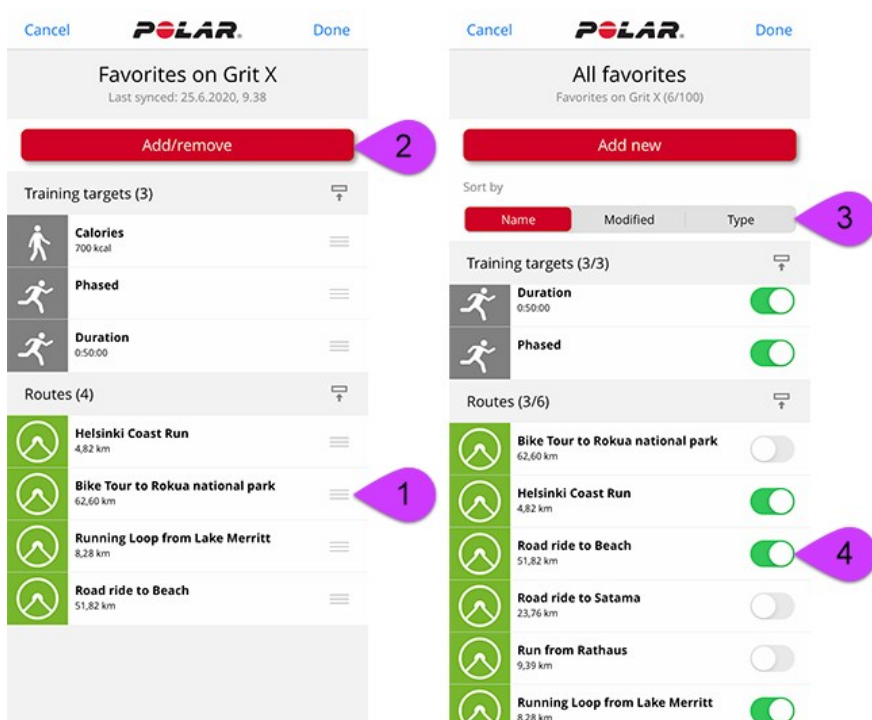 Cancel
POLAR.
Done
Favorites on Grit X
Last synced: 25.6.2020, 9.38
Add/remove
2
Training targets (3)
Calories
700 kcal
Phased
Duration
0:50:00
Routes (4)
Helsinki Coast Run
4,82 km
Bike Tour to Rokua national park
62,60 km
1
Running Loop from Lake Merritt
8,28 km
Road ride to Beach
51,82 km
Cancel
POLAR.
Done
All favorites
Favorites on Grit X (6/100)
Add new
Sort by
Name Modified Type
3
Training targets (3/3)
Duration
0:50:00
Phased
Routes (3/6)
Bike Tour to Rokua national park
62,60 km
Helsinki Coast Run
4,82 km
Road ride to Beach
51,82 km
4
Road ride to Satama
23,76 km
Run from Rathaus
9,39 km
Running Loop from Lake Merritt
8,28 km